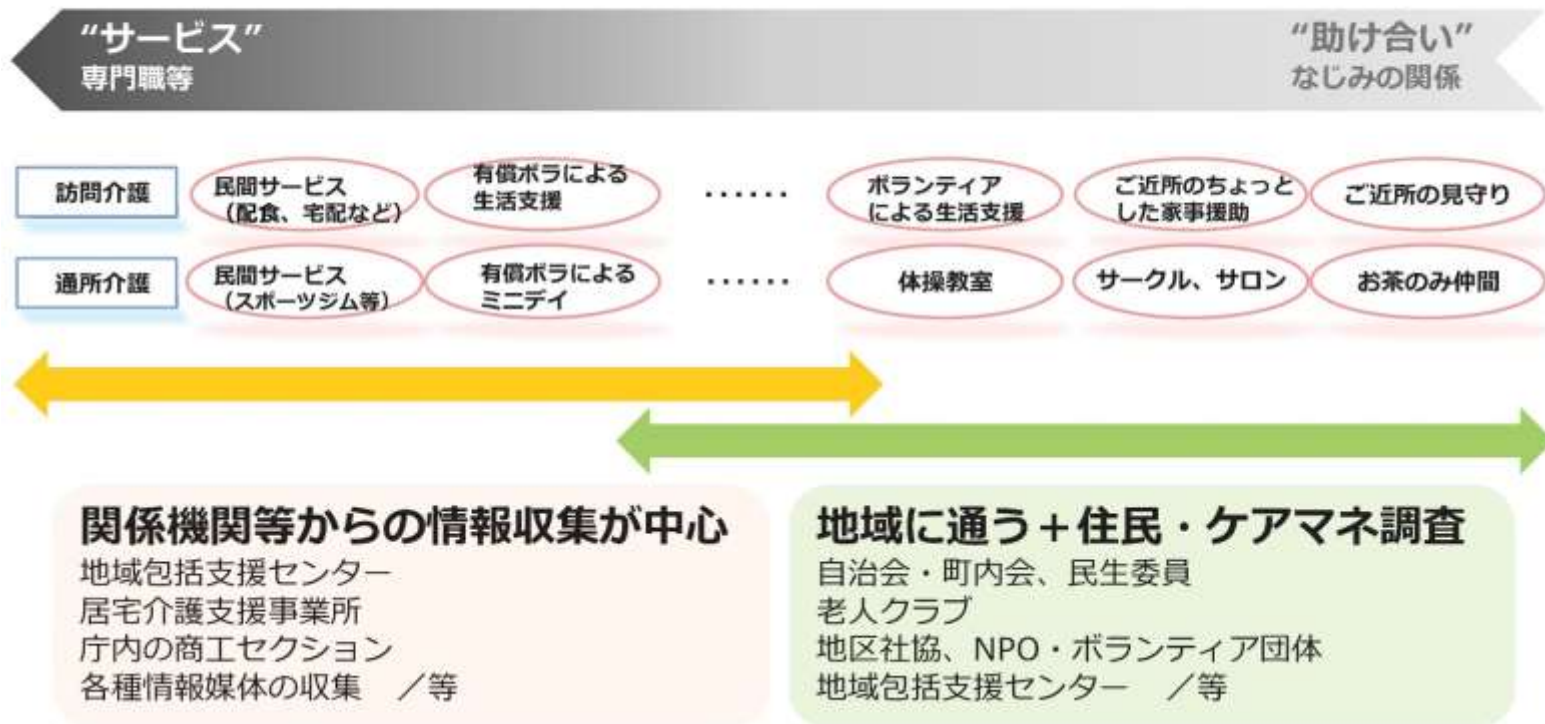 “サービス”
専門職等
“助け合い”
なじみの関係
訪問介護
民間サービス
（配食、宅配など）
有償ボラによる
生活支援
・・・・・・
ボランティア
による生活支援
ご近所のちょっと
した家事援助
ご近所の見守り
通所介護
民間サービス
（スポーツジム等）
有償ボラによる
ミニデイ
・・・・・・
体操教室
サークル、サロン
お茶のみ仲間
関係機関等からの情報収集が中心
地域包括支援センター
居宅介護支援事業所
庁内の商工セクション
各種情報媒体の収集　／等
地域に通う＋住民・ケアマネ調査
自治会・町内会、民生委員
老人クラブ
地区社協、NPO・ボランティア団体
地域包括支援センター　／等